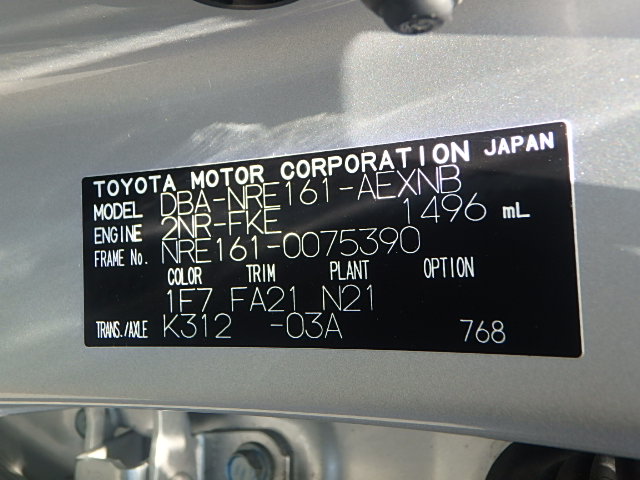 TOYOTA MOTOR CORPORATION JAPAN
MODEL DBA-NRE161-AEXNB
ENGINE 2NR-FKE 1496 mL
FRAME No. NRE161-0075390
COLOR TRIM PLANT OPTION
1F7 FA21 N21
TRANS./AXLE K312 -03A 768